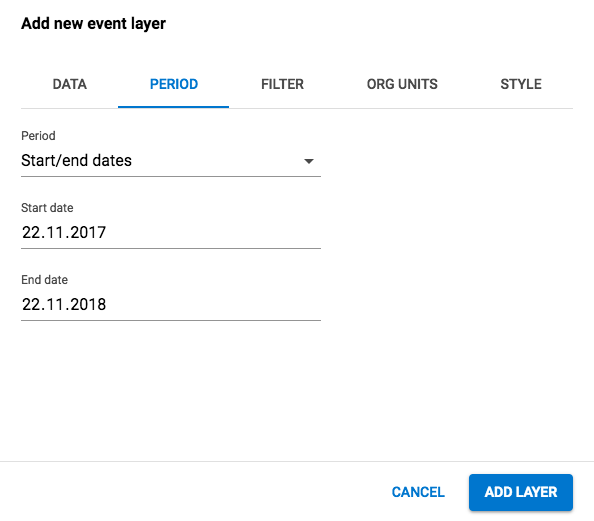 Add new event layer
DATA PERIOD FILTER ORG UNITS STYLE
Period
Start/end dates
Start date
22.11.2017
End date
22.11.2018
CANCEL ADD LAYER